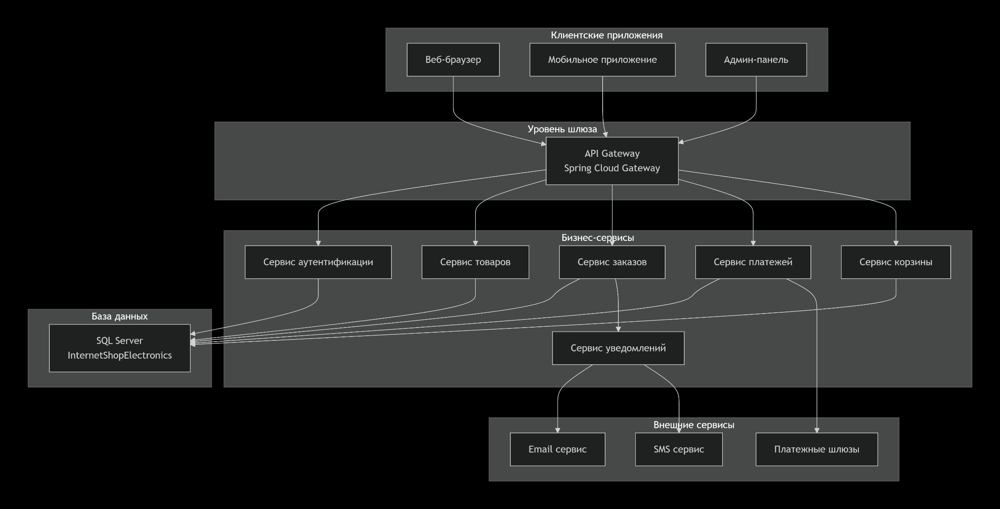 Клиентские приложения
Веб-браузер
Мобильное приложение
Админ-панель
Уровень шлюза
API Gateway
Spring Cloud Gateway
Бизнес-сервисы
Сервис аутентификации
Сервис товаров
Сервис заказов
Сервис платежей
Сервис корзины
База данных
SQL Server
InternetShopElectronics
Сервис уведомлений
Внешние сервисы
Email сервис
SMS сервис
Платежные шлюзы